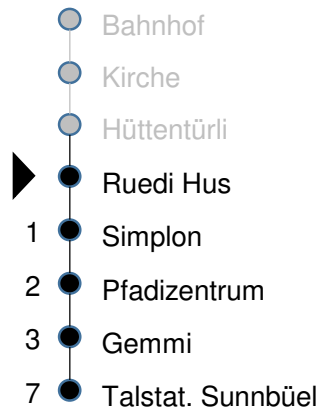 Bahnhof
Kirche
Hüttentürli
Ruedi Hus
1 Simplon
2 Pfadizentrum
3 Gemmi
7 Talstat. Sunnbüel